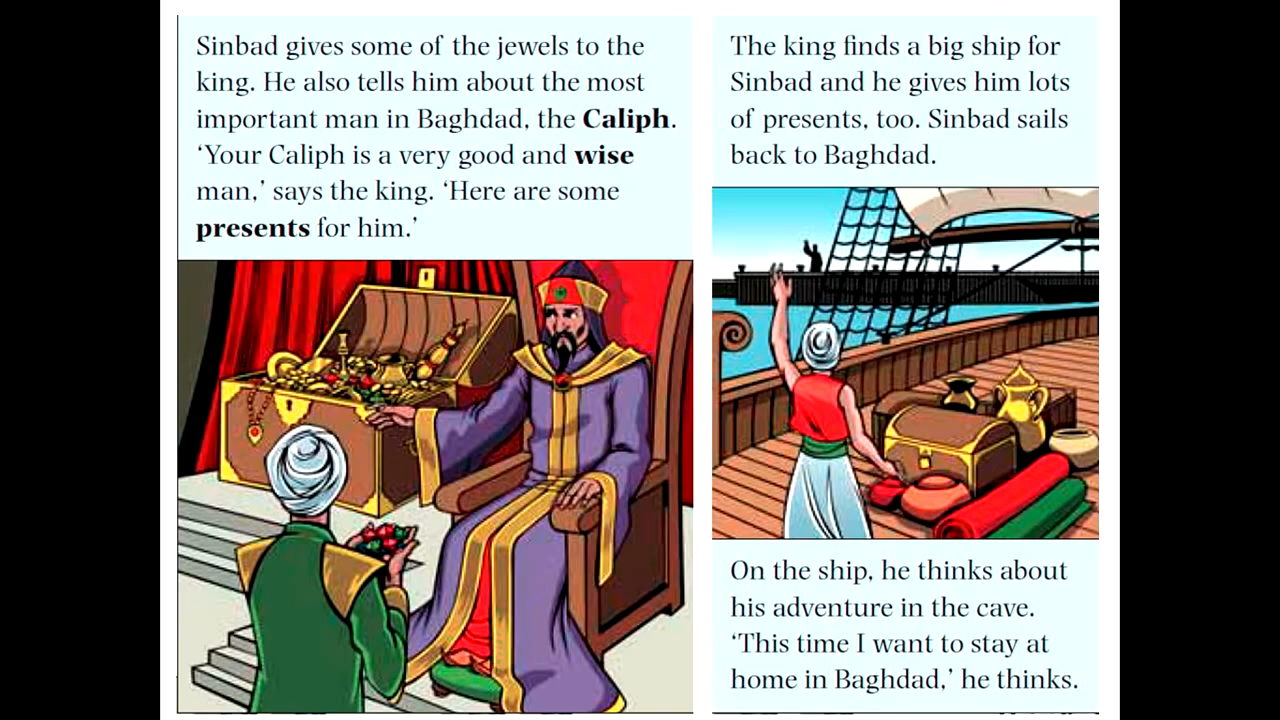 Sinbad gives some of the jewels to the
king. He also tells him about the most
important man in Baghdad, the Caliph.
‘Your Caliph is a very good and wise
man,’ says the king. ‘Here are some
presents for him.’
The king finds a big ship for
Sinbad and he gives him lots
of presents, too. Sinbad sails
back to Baghdad.
On the ship, he thinks about
his adventure in the cave.
‘This time I want to stay at
home in Baghdad,’ he thinks.